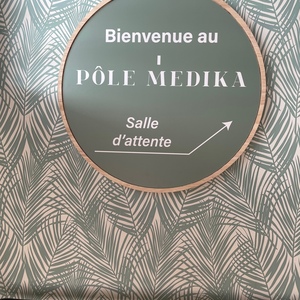 Bienvenue au
PÔLE MEDIKA
Salle
d'attente